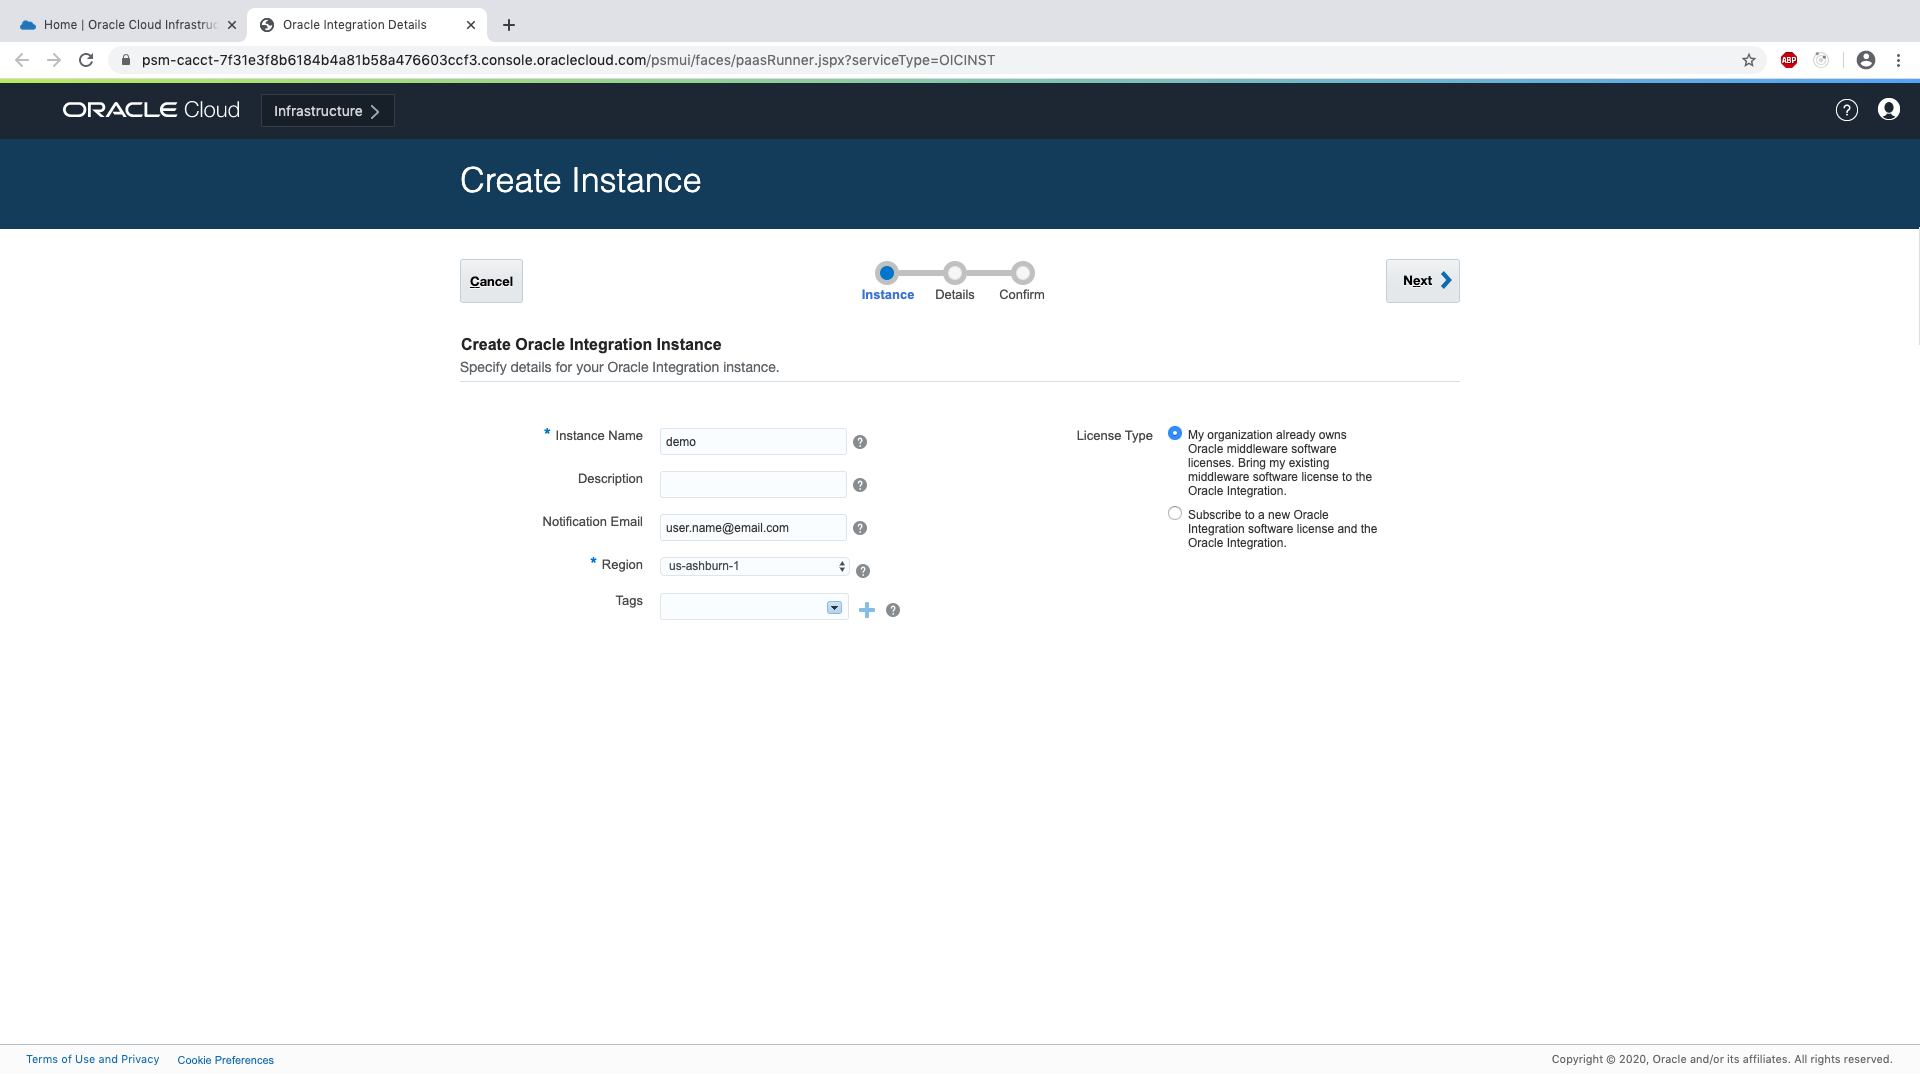 Home | Oracle Cloud Infrastruc
Oracle Integration Details
psm-cacct-7f31e3f8b6184b4a81b58a476603ccf3.console.oraclecloud.com/psmui/faces/paasRunner.jspx?serviceType=OICINST
ABP
ORACLE Cloud
Infrastructure
?
Create Instance
Cancel
Instance
Details
Confirm
Next
Create Oracle Integration Instance
Specify details for your Oracle Integration instance.
* Instance Name
demo
?
Description
?
Notification Email
user.name@email.com
?
* Region
us-ashburn-1
?
Tags
?
License Type
My organization already owns
Oracle middleware software
licenses. Bring my existing
middleware software license to the
Oracle Integration.
Subscribe to a new Oracle
Integration software license and the
Oracle Integration.
Terms of Use and Privacy
Cookie Preferences
Copyright © 2020, Oracle and/or its affiliates. All rights reserved.